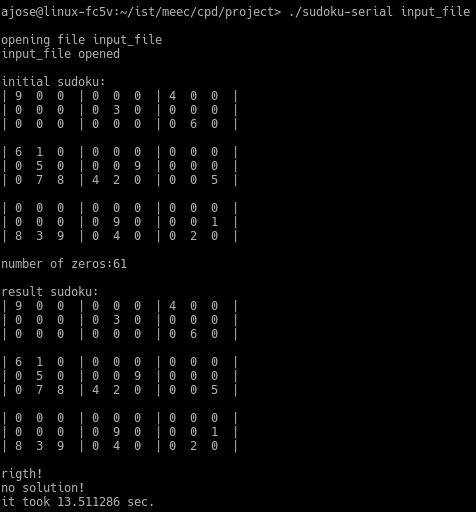 ajose@linux-fc5v:~/ist/meec/cpd/project> ./sudoku-serial input_file
opening file input_file
input_file opened
initial sudoku:
| 9 0 0 | 0 0 0 | 4 0 0 |
| 0 0 0 | 0 3 0 | 0 0 0 |
| 0 0 0 | 0 0 0 | 0 6 0 |
| 6 1 0 | 0 0 0 | 0 0 0 |
| 0 5 0 | 0 0 9 | 0 0 0 |
| 0 7 8 | 4 2 0 | 0 0 5 |
| 0 0 0 | 0 0 0 | 0 0 0 |
| 0 0 0 | 0 9 0 | 0 0 1 |
| 8 3 9 | 0 4 0 | 0 2 0 |
number of zeros:61
result sudoku:
| 9 0 0 | 0 0 0 | 4 0 0 |
| 0 0 0 | 0 3 0 | 0 0 0 |
| 0 0 0 | 0 0 0 | 0 6 0 |
| 6 1 0 | 0 0 0 | 0 0 0 |
| 0 5 0 | 0 0 9 | 0 0 0 |
| 0 7 8 | 4 2 0 | 0 0 5 |
| 0 0 0 | 0 0 0 | 0 0 0 |
| 0 0 0 | 0 9 0 | 0 0 1 |
| 8 3 9 | 0 4 0 | 0 2 0 |
rigth!
no solution!
it took 13.511286 sec.